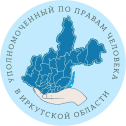 УПОЛНОМОЧЕННЫЙ ПО ПРАВАМ ЧЕЛОВЕКА
В ИРКУТСКОЙ ОБЛАСТИ